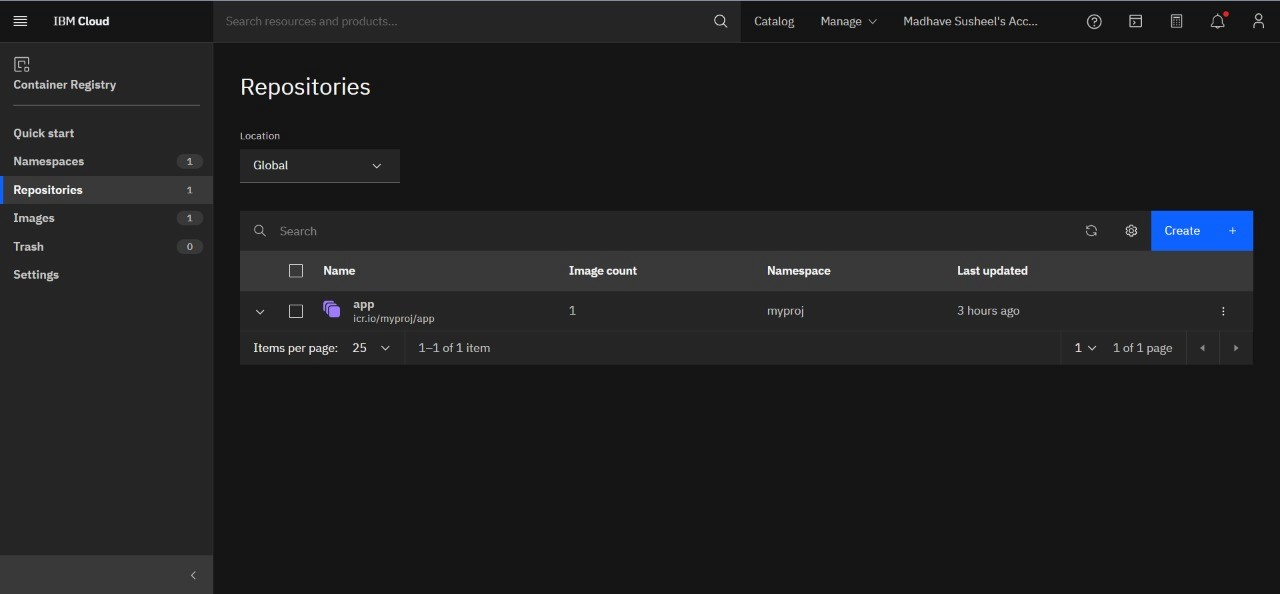 IBM Cloud
Search resources and products...
Catalog
Manage
Madhave Susheel's Acc...
Container Registry
Quick start
Namespaces 1
Repositories 1
Images 1
Trash 0
Settings
Repositories
Location
Global
Search
Create +
Name Image count Namespace Last updated
app 1 myproj 3 hours ago
icr.io/myproj/app
Items per page: 25 1–1 of 1 item 1 1 of 1 page